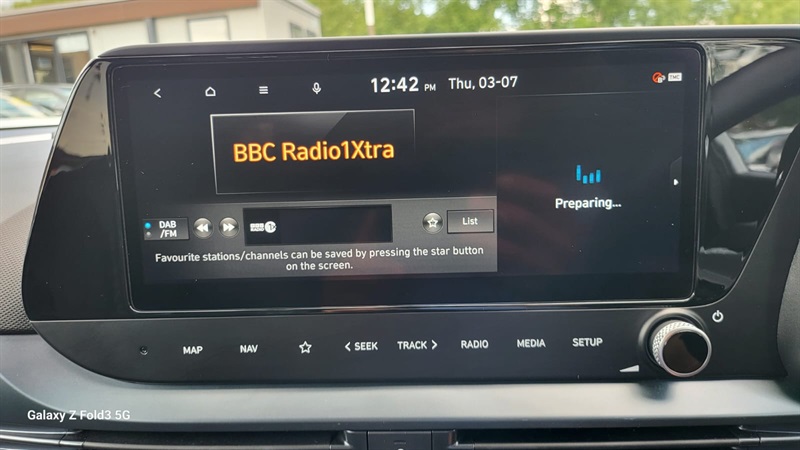 12:42 PM Thu, 03-07
TMC
BBC Radio1Xtra
Preparing...
DAB
/FM
List
Favourite stations/channels can be saved by pressing the star button
on the screen.
MAP NAV SEEK TRACK RADIO MEDIA SETUP
Galaxy Z Fold3 5G